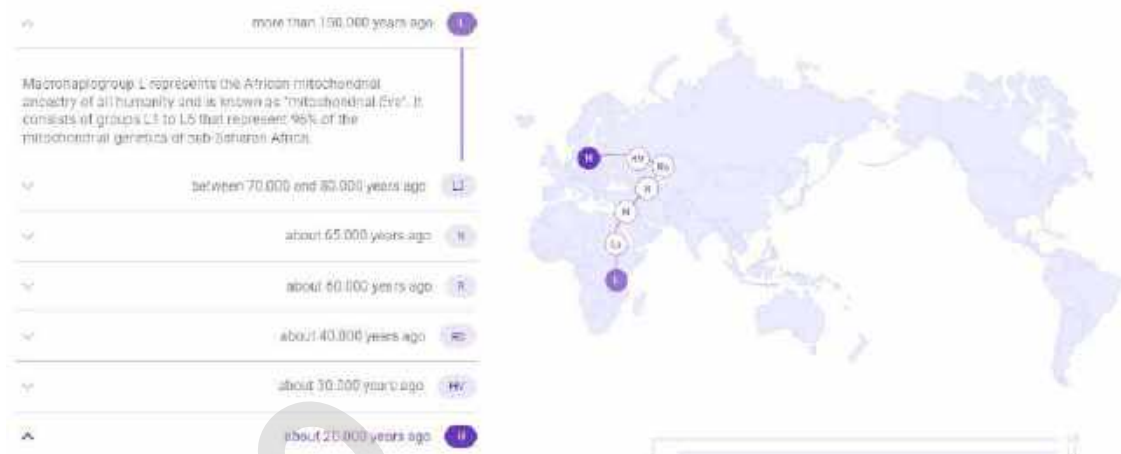 more than 150.000 years ago L
Macrohaplogroup L represents the African mitochondrial
ancestry of all humanity and is known as "mitochondrial Eve". It
consists of groups L1 to L6 that represent 96% of the
mitochondrial genetics of sub-Saharan Africa.
between 70.000 and 80.000 years ago L3
about 65.000 years ago N
about 60.000 years ago R
about 40.000 years ago R0
about 30.000 years ago HV
about 20.000 years ago H
H
HV
R0
R
N
L3
L